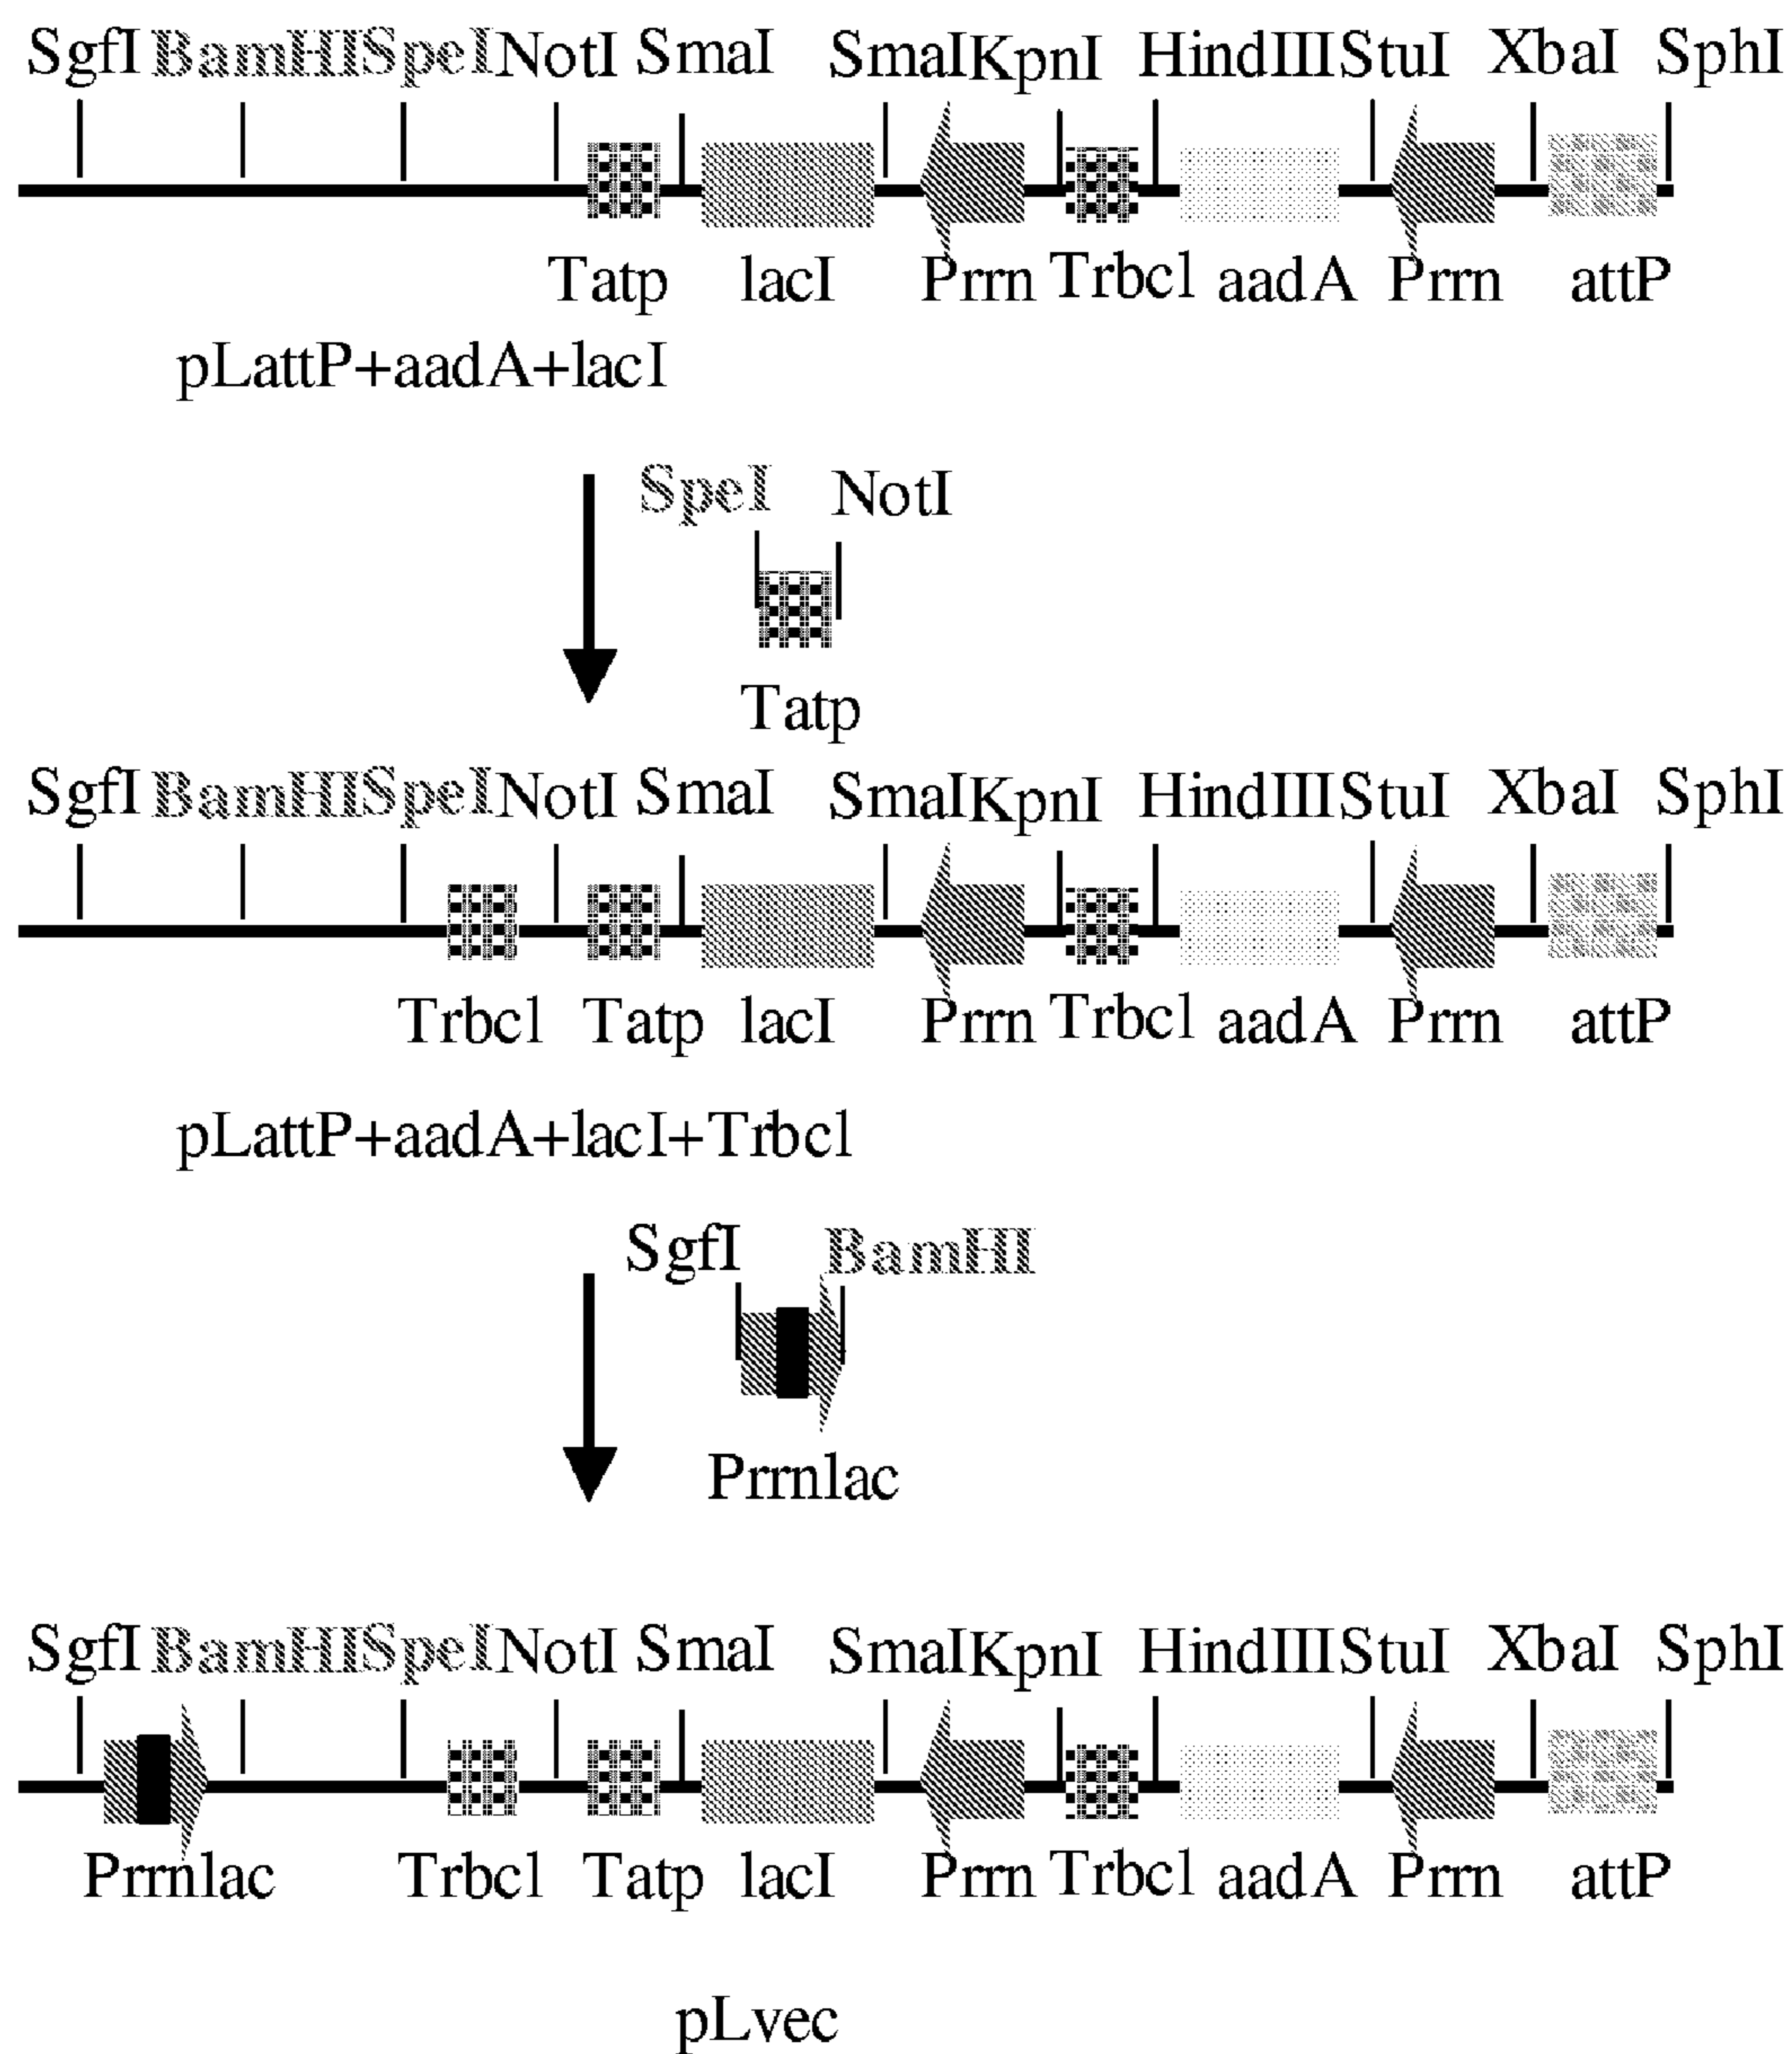 SgfI BamHI SpeI NotI SmaI SmaI KpnI HindIII StuI XbaI SphI
Tatp lacI Prrn Trbcl aadA Prrn attP
pLattP+aadA+lacI
SpeI NotI
Tatp
SgfI BamHI SpeI NotI SmaI SmaI KpnI HindIII StuI XbaI SphI
Trbcl Tatp lacI Prrn Trbcl aadA Prrn attP
pLattP+aadA+lacI+Trbcl
SgfI BamHI
Prrnlac
SgfI BamHI SpeI NotI SmaI SmaI KpnI HindIII StuI XbaI SphI
Prrnlac Trbcl Tatp lacI Prrn Trbcl aadA Prrn attP
pLvec